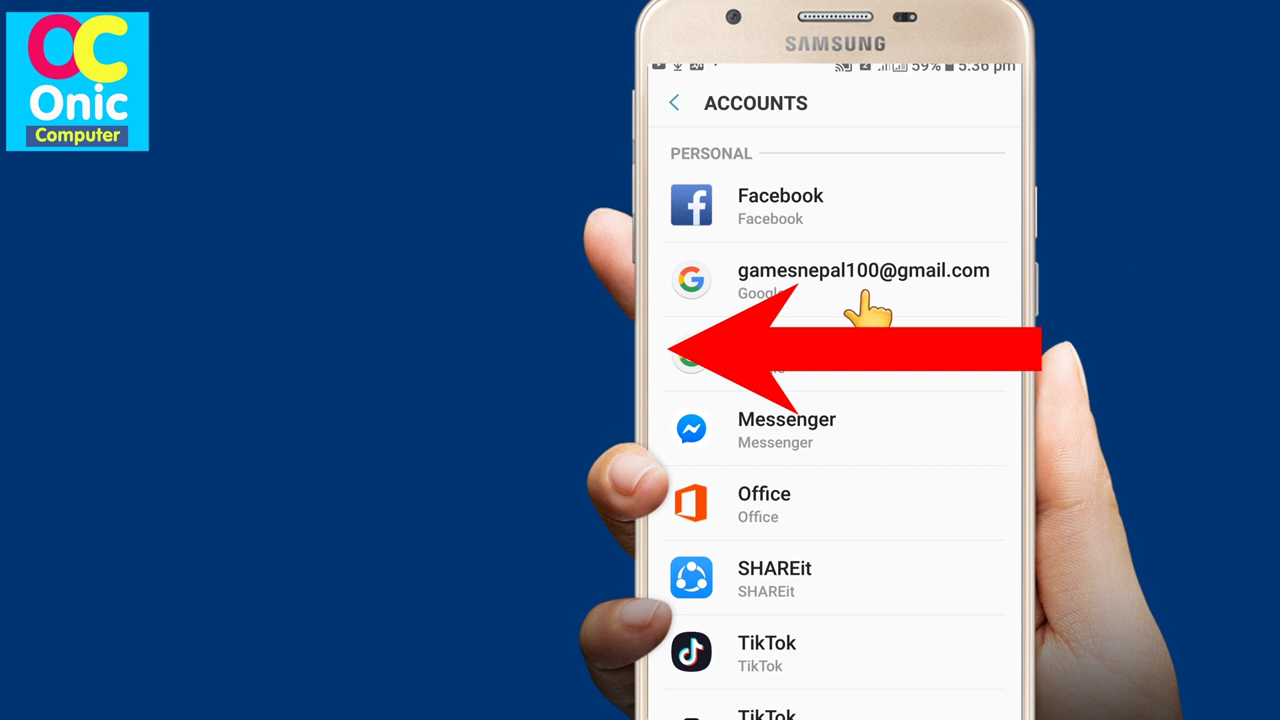 OC
Onic
Computer
SAMSUNG
59% 5:36 pm
ACCOUNTS
PERSONAL
Facebook
Facebook
gamesnepal100@gmail.com
Google
Messenger
Messenger
Office
Office
SHAREit
SHAREit
TikTok
TikTok
TikTok